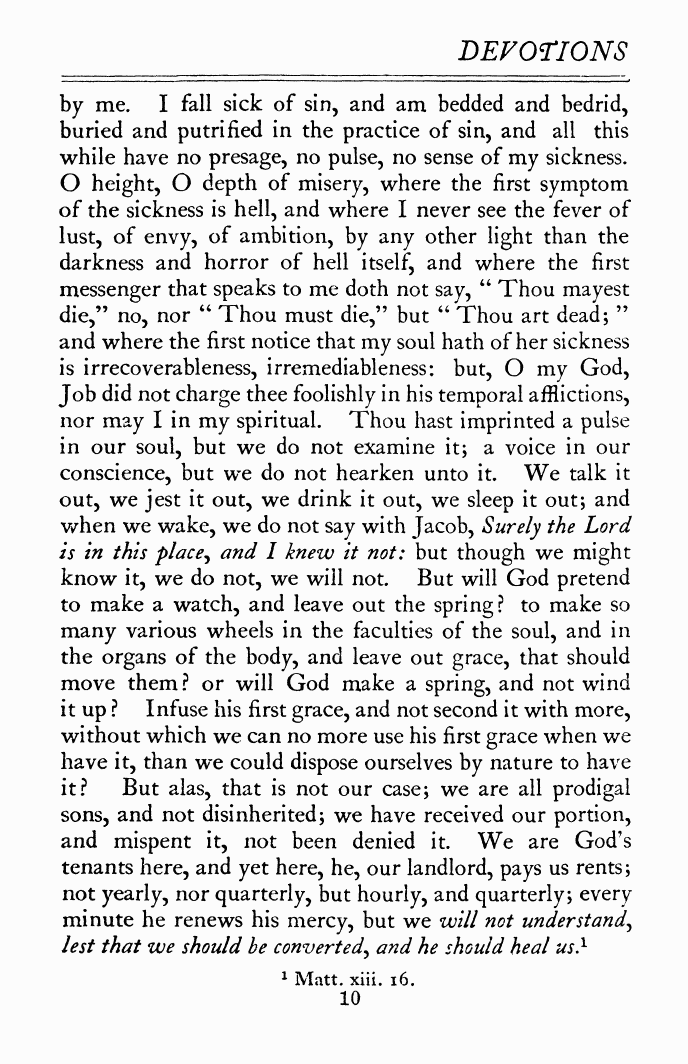 DEVOTIONS
by me. I fall sick of sin, and am bedded and bedrid,
buried and putrified in the practice of sin, and all this
while have no presage, no pulse, no sense of my sickness.
O height, O depth of misery, where the first symptom
of the sickness is hell, and where I never see the fever of
lust, of envy, of ambition, by any other light than the
darkness and horror of hell itself, and where the first
messenger that speaks to me doth not say, “ Thou mayest
die,” no, nor “ Thou must die,” but “ Thou art dead; ”
and where the first notice that my soul hath of her sickness
is irrecoverableness, irremediableness: but, O my God,
Job did not charge thee foolishly in his temporal afflictions,
nor may I in my spiritual. Thou hast imprinted a pulse
in our soul, but we do not examine it; a voice in our
conscience, but we do not hearken unto it. We talk it
out, we jest it out, we drink it out, we sleep it out; and
when we wake, we do not say with Jacob, Surely the Lord
is in this place, and I knew it not: but though we might
know it, we do not, we will not. But will God pretend
to make a watch, and leave out the spring? to make so
many various wheels in the faculties of the soul, and in
the organs of the body, and leave out grace, that should
move them? or will God make a spring, and not wind
it up? Infuse his first grace, and not second it with more,
without which we can no more use his first grace when we
have it, than we could dispose ourselves by nature to have
it? But alas, that is not our case; we are all prodigal
sons, and not disinherited; we have received our portion,
and mispent it, not been denied it. We are God’s
tenants here, and yet here, he, our landlord, pays us rents;
not yearly, nor quarterly, but hourly, and quarterly; every
minute he renews his mercy, but we will not understand,
lest that we should be converted, and he should heal us.¹
¹ Matt. xiii. 16.
10